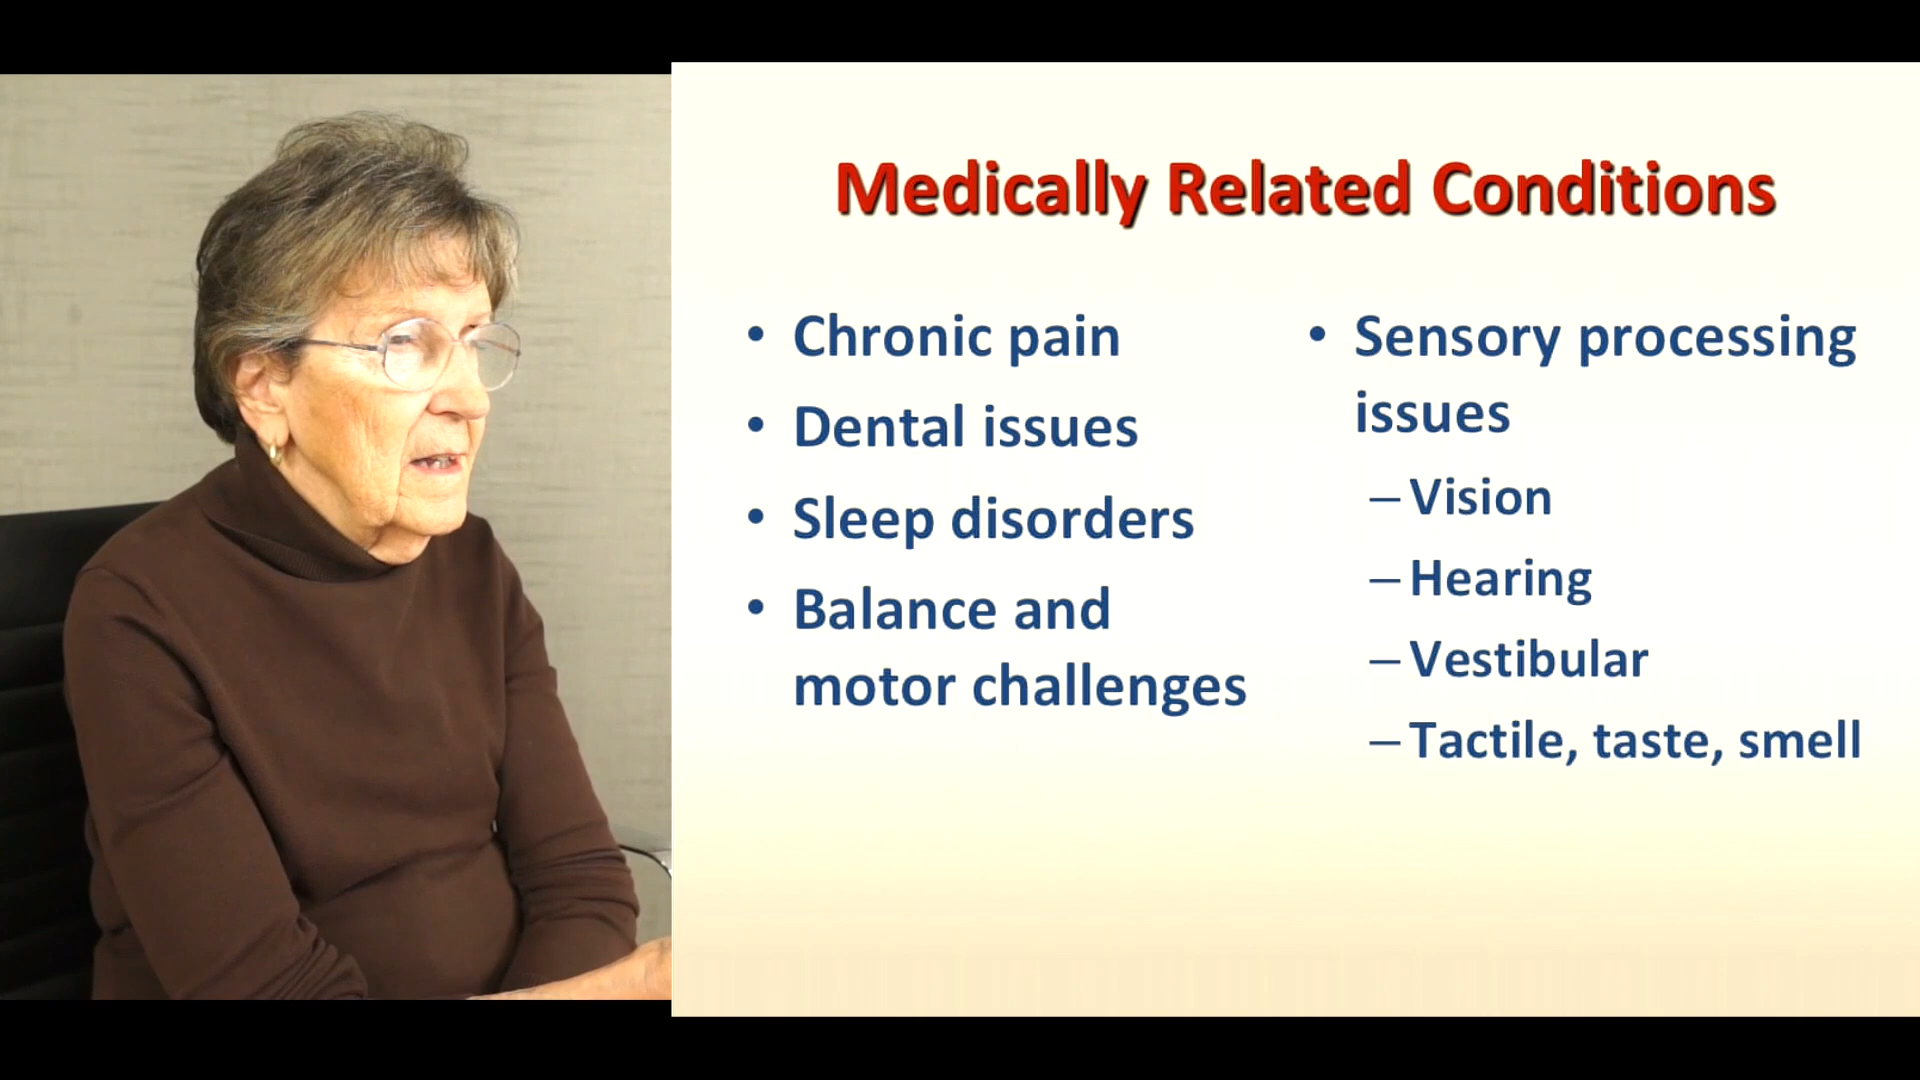 Medically Related Conditions
• Chronic pain
• Dental issues
• Sleep disorders
• Balance and
motor challenges
• Sensory processing
issues
– Vision
– Hearing
– Vestibular
– Tactile, taste, smell